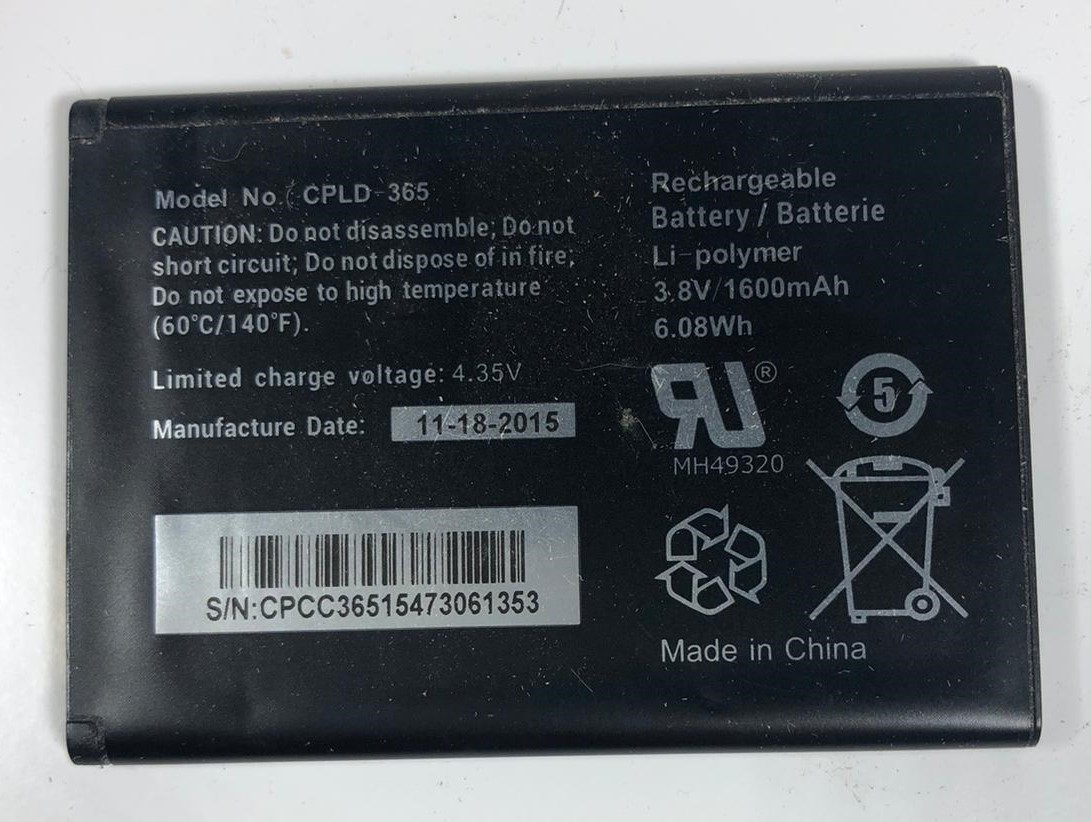 Model No.: CPLD-365
CAUTION: Do not disassemble; Do not
short circuit; Do not dispose of in fire;
Do not expose to high temperature
(60°C/140°F).
Limited charge voltage: 4.35V
Manufacture Date: 11-18-2015
S/N:CPCC36515473061353
Rechargeable
Battery / Batterie
Li-polymer
3.8V/1600mAh
6.08Wh
RU®
MH49320
5
Made in China